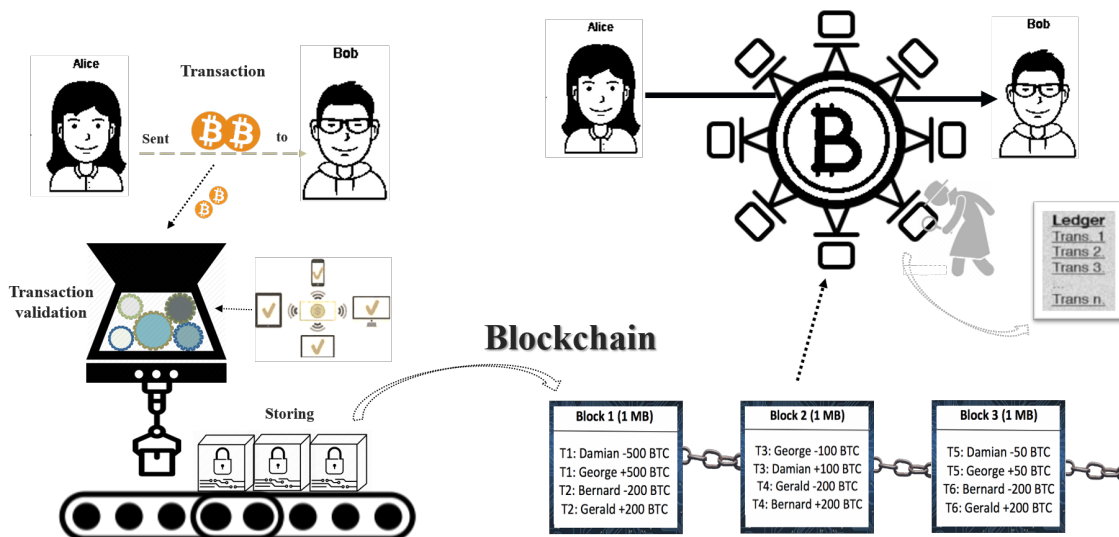 Alice
Transaction
Bob
Sent
to
Transaction
validation
Storing
Blockchain
Alice
Bob
Ledger
Trans. 1
Trans 2.
Trans 3.
...
Trans n.
Block 1 (1 MB)
T1: Damian -500 BTC
T1: George +500 BTC
T2: Bernard -200 BTC
T2: Gerald +200 BTC
Block 2 (1 MB)
T3: George -100 BTC
T3: Damian +100 BTC
T4: Gerald -200 BTC
T4: Bernard +200 BTC
Block 3 (1 MB)
T5: Damian -50 BTC
T5: George +50 BTC
T6: Bernard -200 BTC
T6: Gerald +200 BTC